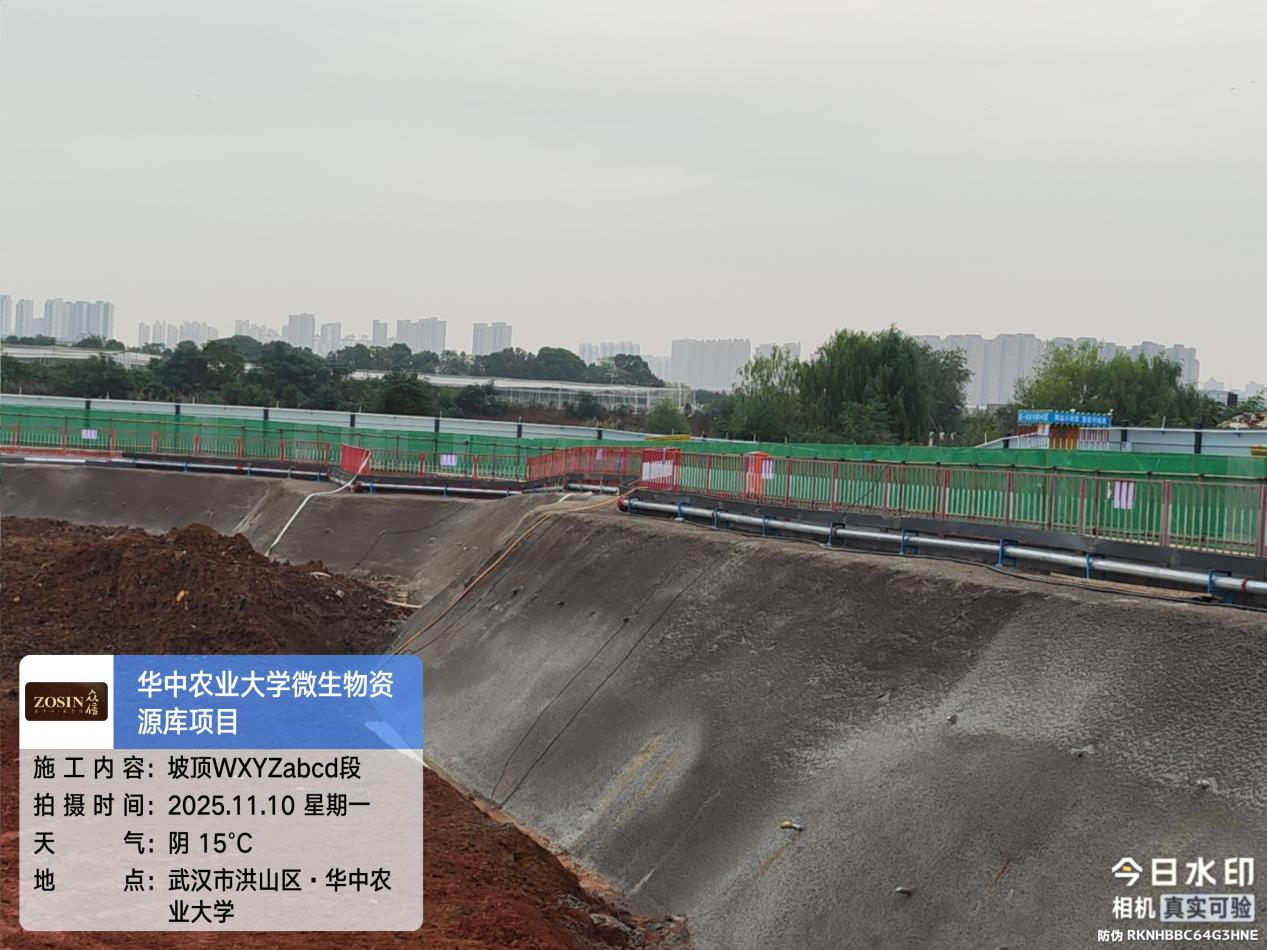 ZOSIN 众信
华中农业大学微生物资
源库项目
施工内容：坡顶WXYZabcd段
拍摄时间：2025.11.10 星期一
天气：阴 15°C
地点：武汉市洪山区·华中农
业大学
今日水印
相机 真实可验
防伪 RKNHBBC64G3HNE